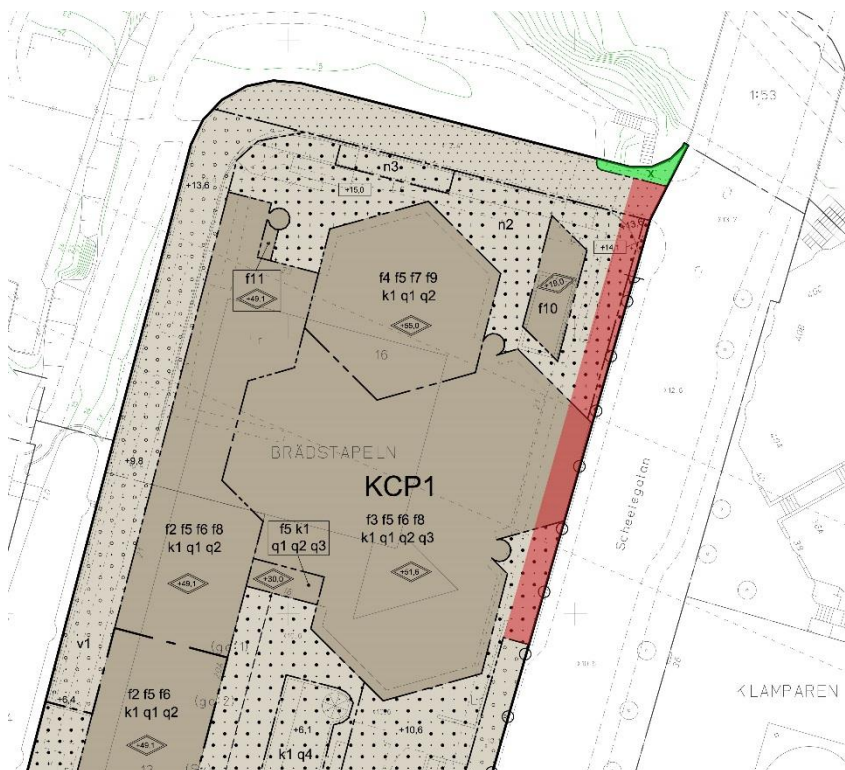 1:53
n3
x
+13,6
+15,0
n2
f4 f5 f7 f9
k1 q1 q2
+19,0
f11
+49,1
f10
+55,0
16
BRÄDSTAPELN
KCP1
+9,8
Scheelegatan
f2 f5 f6 f8
k1 q1 q2
f5 k1
q1 q2 q3
f3 f5 f6 f8
k1 q1 q2 q3
+49,1
+30,0
+51,6
v1
f2 f5 f6
k1 q1 q2
KLAMPAREN
+6,4
+6,1
+10,6
+49,1
k1 q4